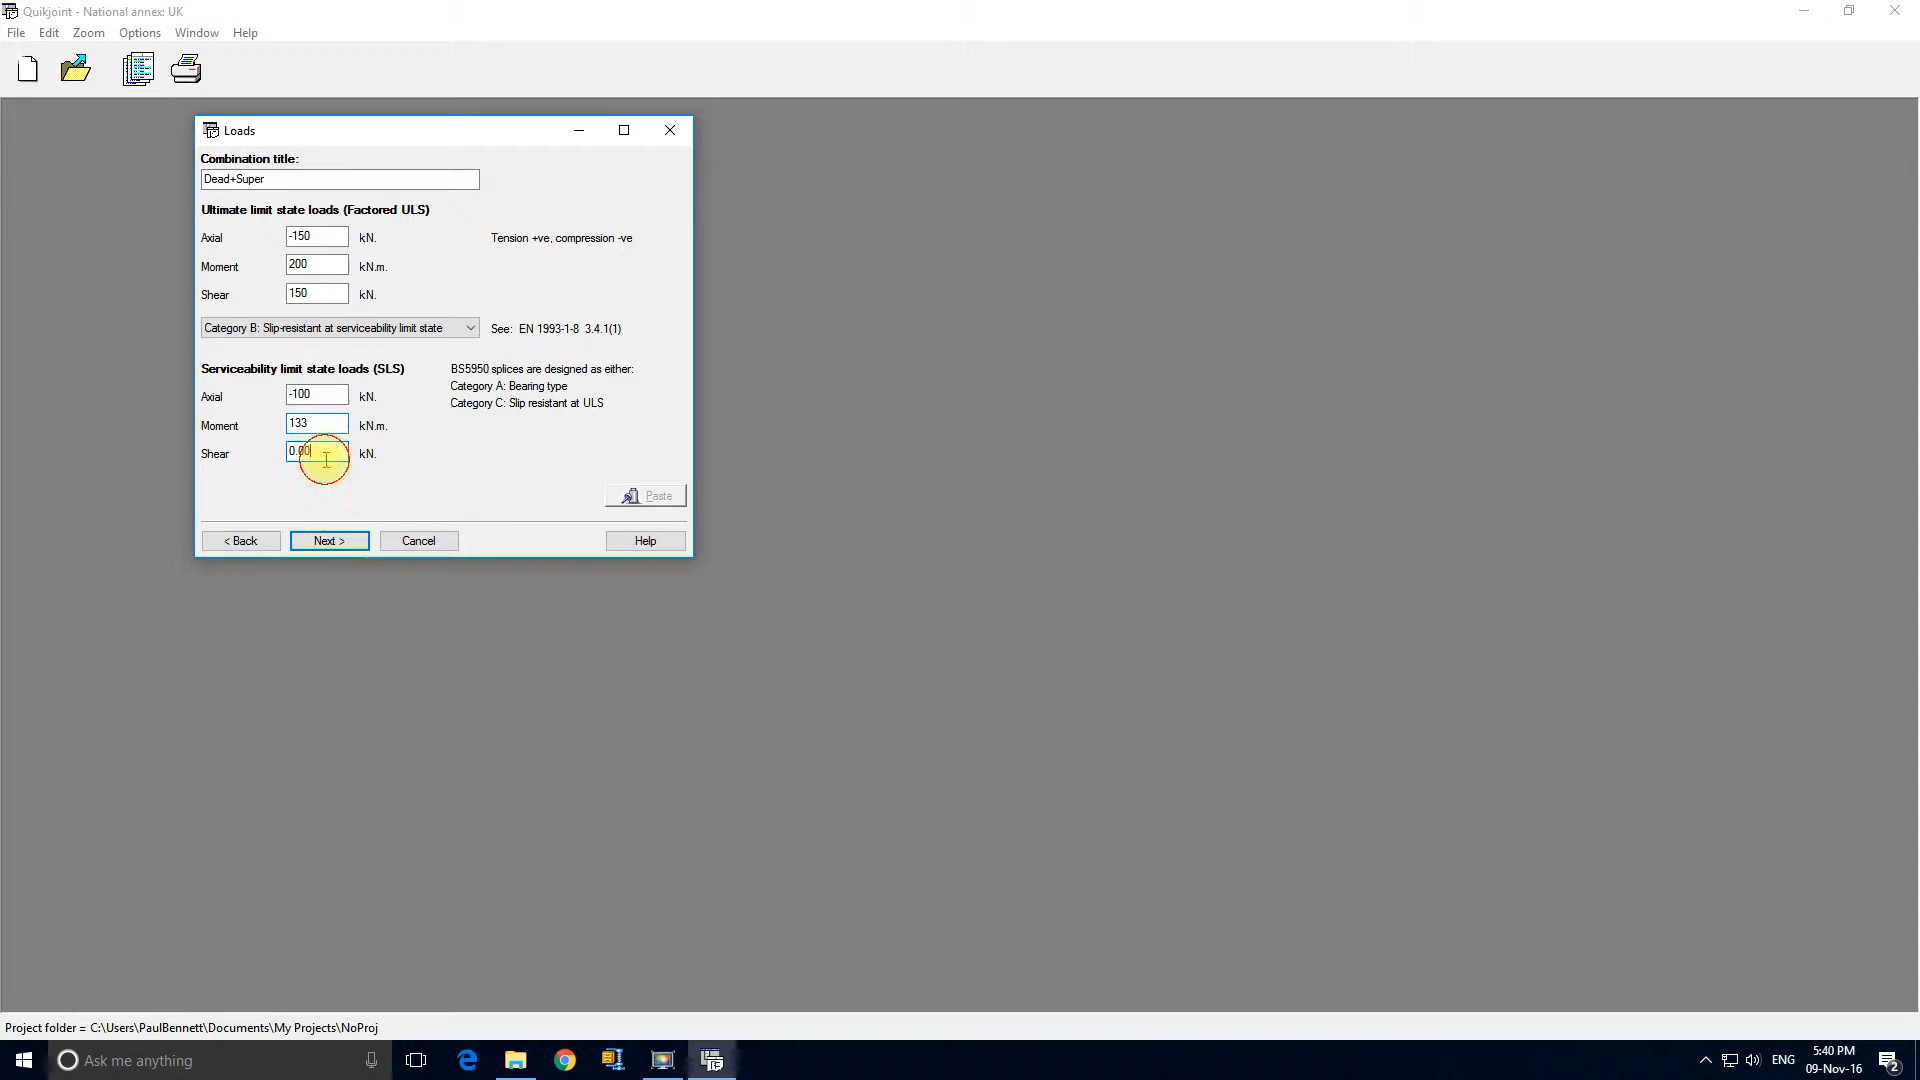 Quikjoint - National annex: UK
File Edit Zoom Options Window Help
Loads
Combination title:
Dead+Super
Ultimate limit state loads (Factored ULS)
Axial -150 kN. Tension +ve, compression -ve
Moment 200 kN.m.
Shear 150 kN.
Category B: Slip-resistant at serviceability limit state See: EN 1993-1-8 3.4.1(1)
Serviceability limit state loads (SLS) BS5950 splices are designed as either:
Category A: Bearing type
Axial -100 kN. Category C: Slip resistant at ULS
Moment 133 kN.m.
Shear 0.00 kN.
Paste
< Back Next > Cancel Help
Project folder = C:\Users\PaulBennett\Documents\My Projects\NoProj
Ask me anything
ENG
5:40 PM
09-Nov-16
2